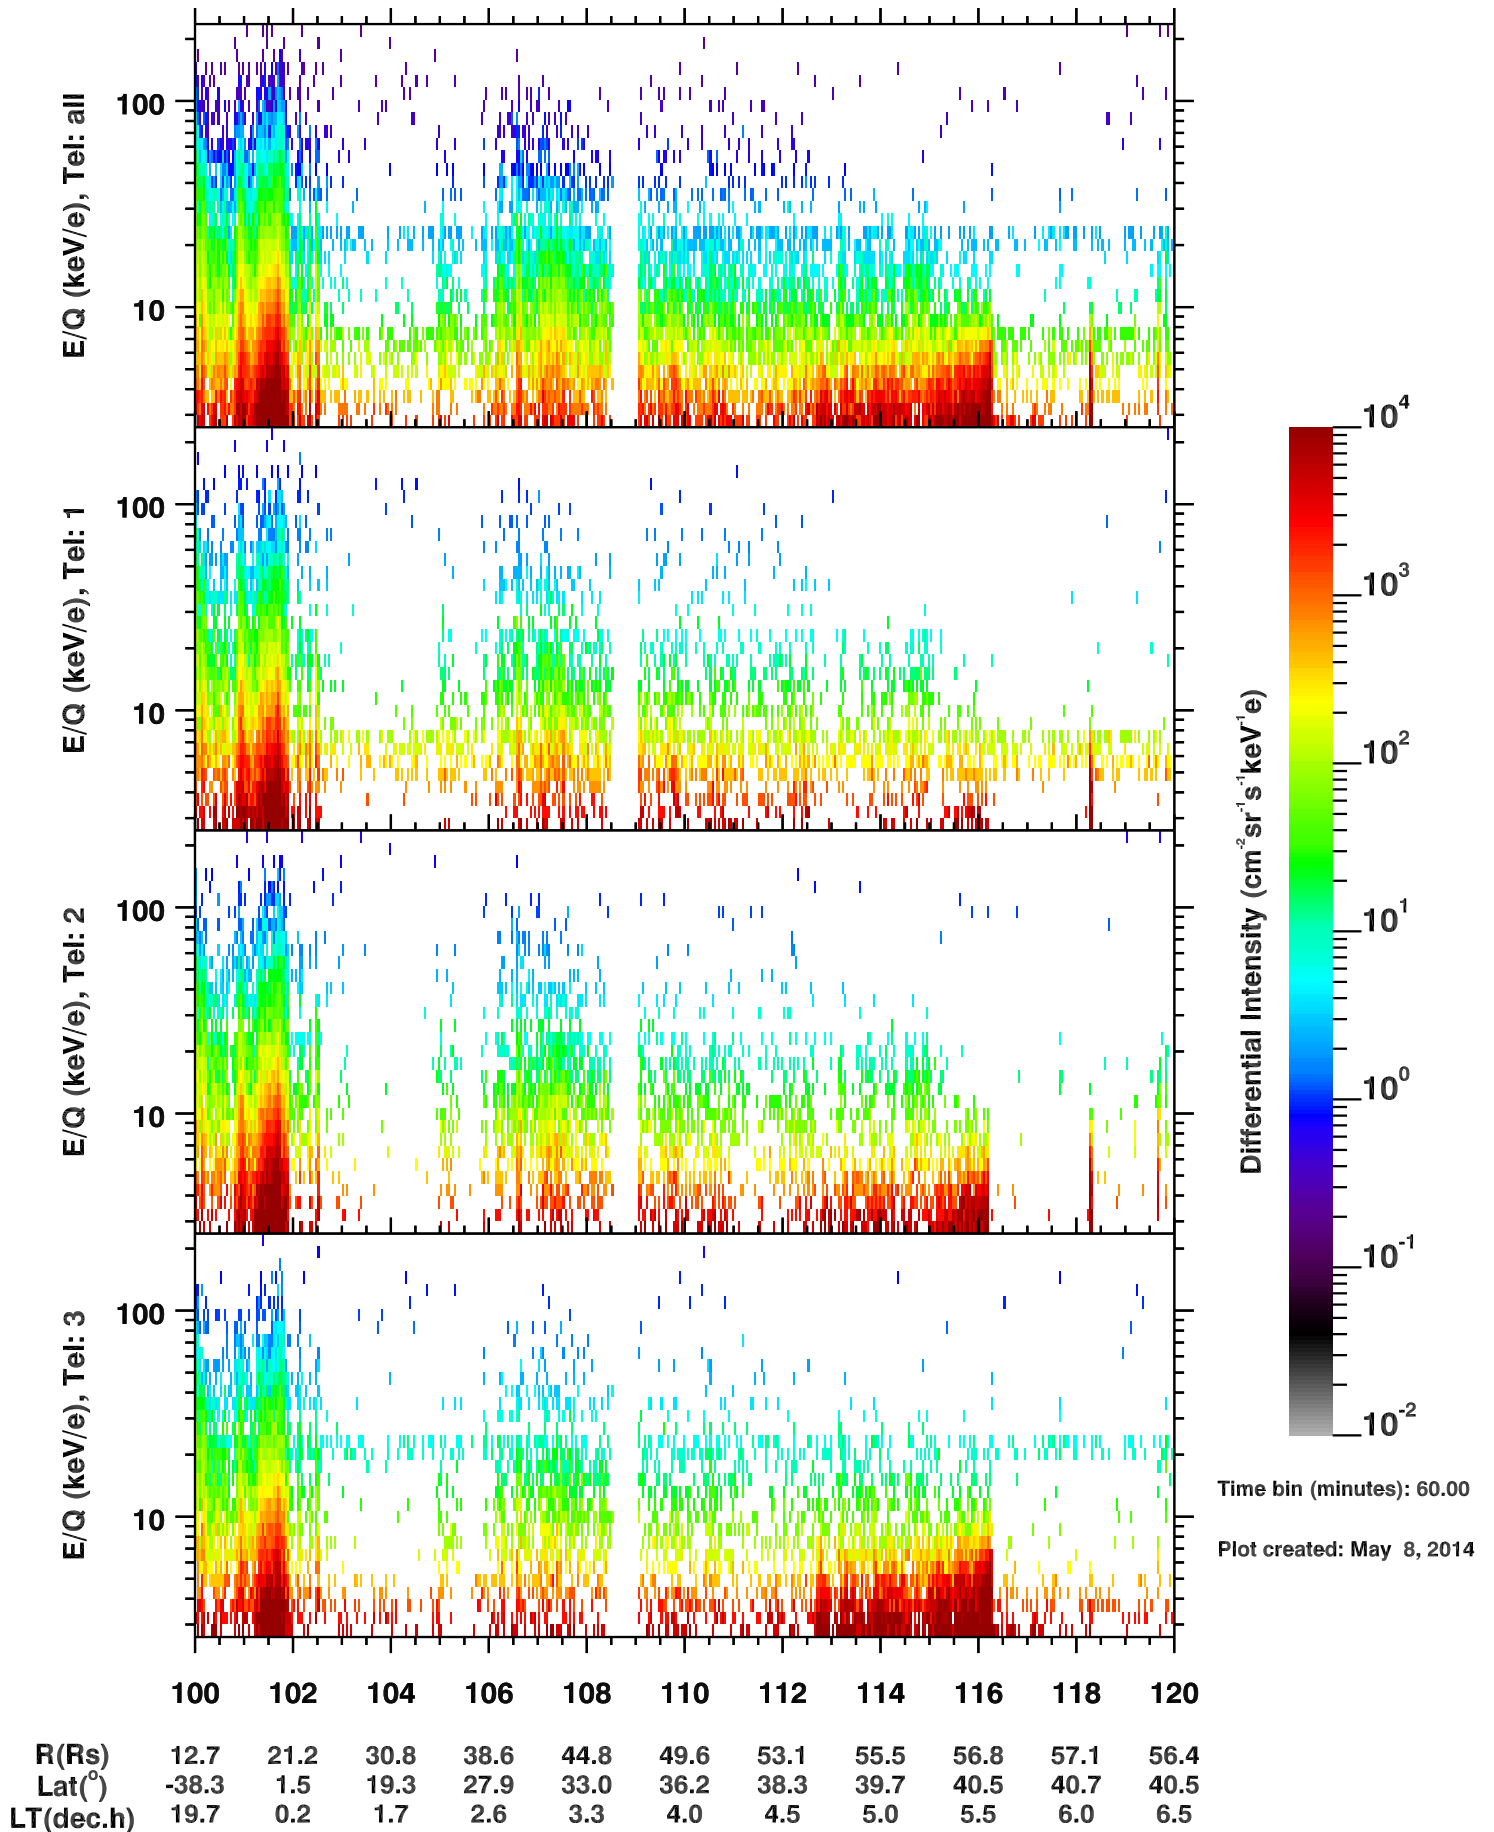 E/Q (keV/e), Tel: all
100
10
E/Q (keV/e), Tel: 1
100
10
E/Q (keV/e), Tel: 2
100
10
E/Q (keV/e), Tel: 3
100
10
10^4
10^3
10^2
10^1
10^0
10^-1
10^-2
Differential Intensity (cm^-2 sr^-1 s^-1 keV^-1 e)
Time bin (minutes): 60.00
Plot created: May 8, 2014
100 102 104 106 108 110 112 114 116 118 120
R(Rs) 12.7 21.2 30.8 38.6 44.8 49.6 53.1 55.5 56.8 57.1 56.4
Lat(°) -38.3 1.5 19.3 27.9 33.0 36.2 38.3 39.7 40.5 40.7 40.5
LT(dec.h) 19.7 0.2 1.7 2.6 3.3 4.0 4.5 5.0 5.5 6.0 6.5